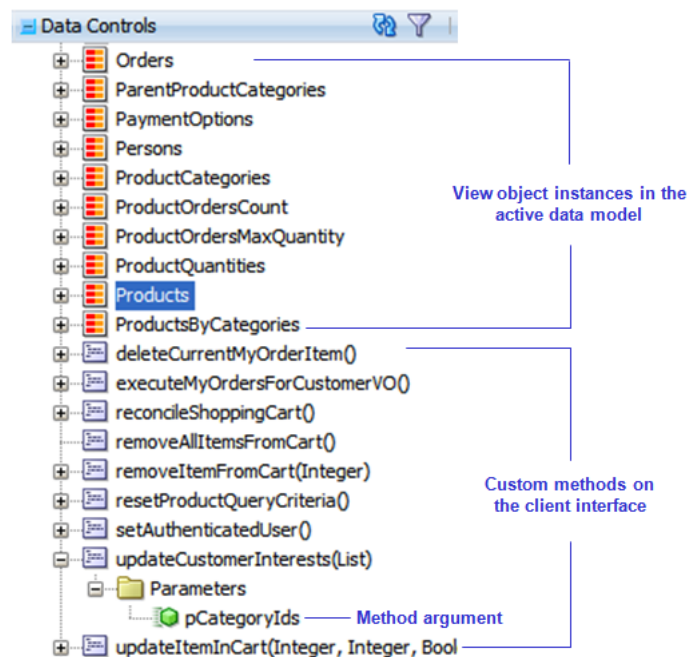 Data Controls
Orders
ParentProductCategories
PaymentOptions
Persons
ProductCategories
ProductOrdersCount
ProductOrdersMaxQuantity
ProductQuantities
Products
ProductsByCategories
View object instances in the
active data model
deleteCurrentMyOrderItem()
executeMyOrdersForCustomerVO()
reconcileShoppingCart()
removeAllItemsFromCart()
removeItemFromCart(Integer)
resetProductQueryCriteria()
setAuthenticatedUser()
updateCustomerInterests(List)
Parameters
pCategoryIds
Method argument
updateItemInCart(Integer, Integer, Bool
Custom methods on
the client interface